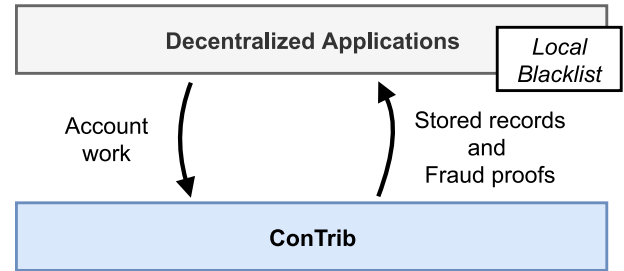 Decentralized Applications
Local
Blacklist
Account
work
Stored records
and
Fraud proofs
ConTrib